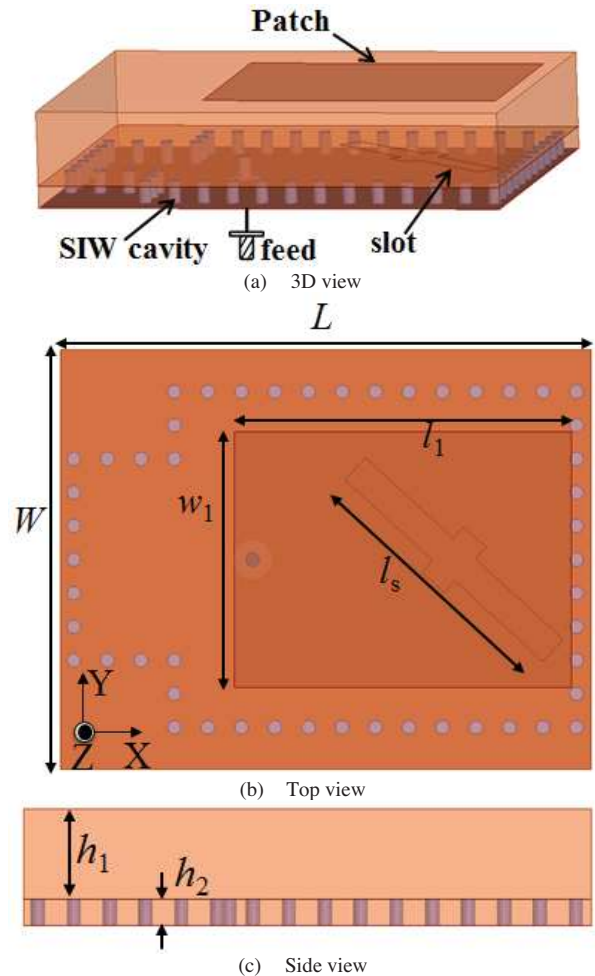 Patch
SIW cavity
feed
slot
(a) 3D view
L
W
l1
w1
ls
Y
Z
X
(b) Top view
h1
h2
(c) Side view